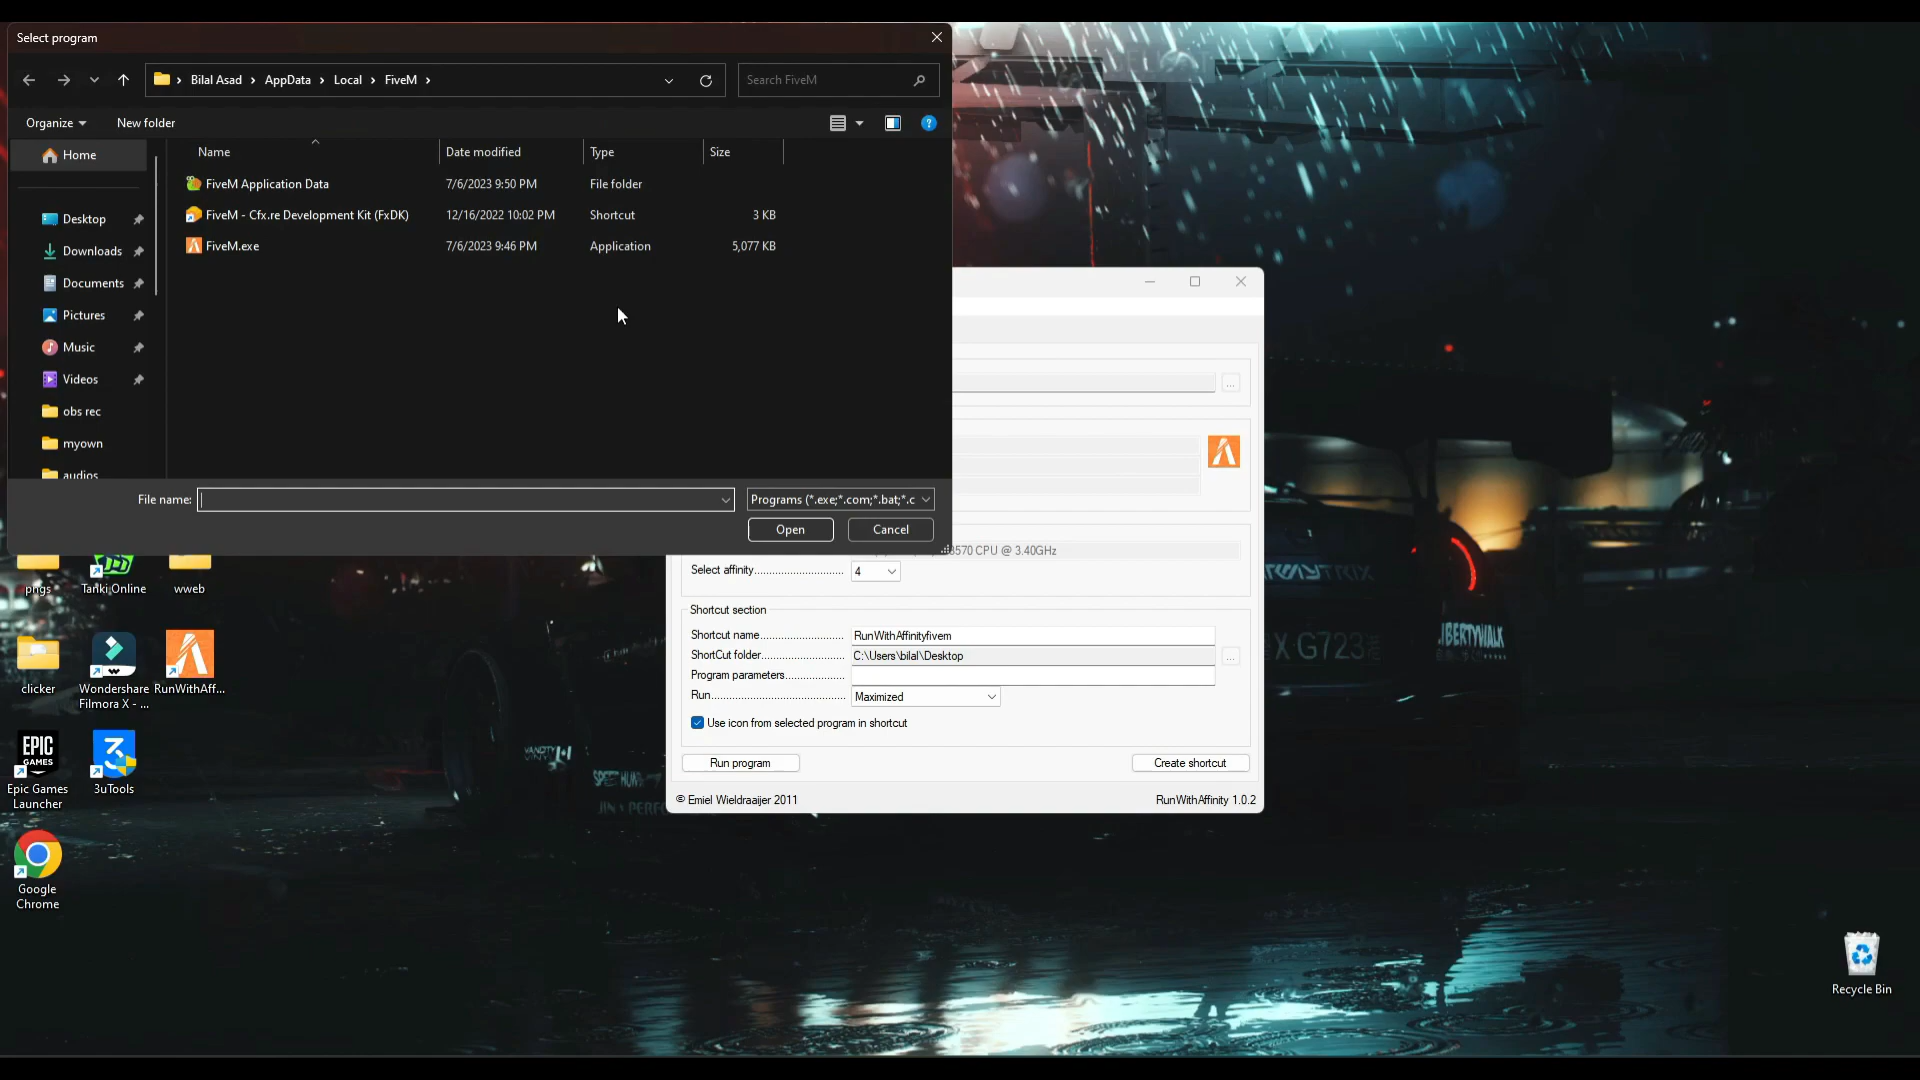 Select program
Bilal Asad > AppData > Local > FiveM >
Search FiveM
Organize
New folder
Home
Desktop
Downloads
Documents
Pictures
Music
Videos
obs rec
myown
audios
Name Date modified Type Size
FiveM Application Data 7/6/2023 9:50 PM File folder
FiveM - Cfx.re Development Kit (FxDK) 12/16/2022 10:02 PM Shortcut 3 KB
FiveM.exe 7/6/2023 9:46 PM Application 5,077 KB
File name:
Programs (*.exe;*.com;*.bat;*.c
Open
Cancel
...
3570 CPU @ 3.40GHz
Select affinity............................ 4
Shortcut section
Shortcut name.......................... RunWithAffinityfivem
ShortCut folder.......................... C:\Users\bilal\Desktop
...
Program parameters...................
Run.......................................... Maximized
Use icon from selected program in shortcut
Run program
Create shortcut
© Emiel Wieldraaijer 2011
RunWithAffinity 1.0.2
pngs
Tanki Online
wweb
clicker
Wondershare
Filmora X - ...
RunWithAff...
EPIC
GAMES
Epic Games
Launcher
3uTools
Google
Chrome
Recycle Bin
G723